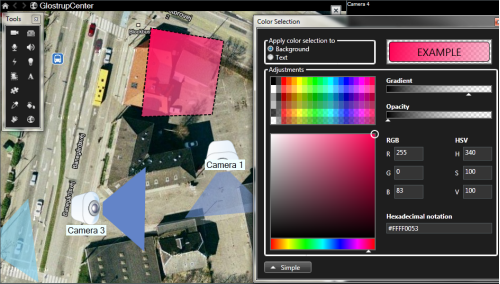 GlostrupCenter
Camera 4
Tools
Camera 1
Camera 3
Color Selection
Apply color selection to
Background
Text
EXAMPLE
Adjustments
Gradient
Opacity
RGB
HSV
R 255
H 340
G 0
S 100
B 83
V 100
Hexadecimal notation
#FFFF0053
Simple